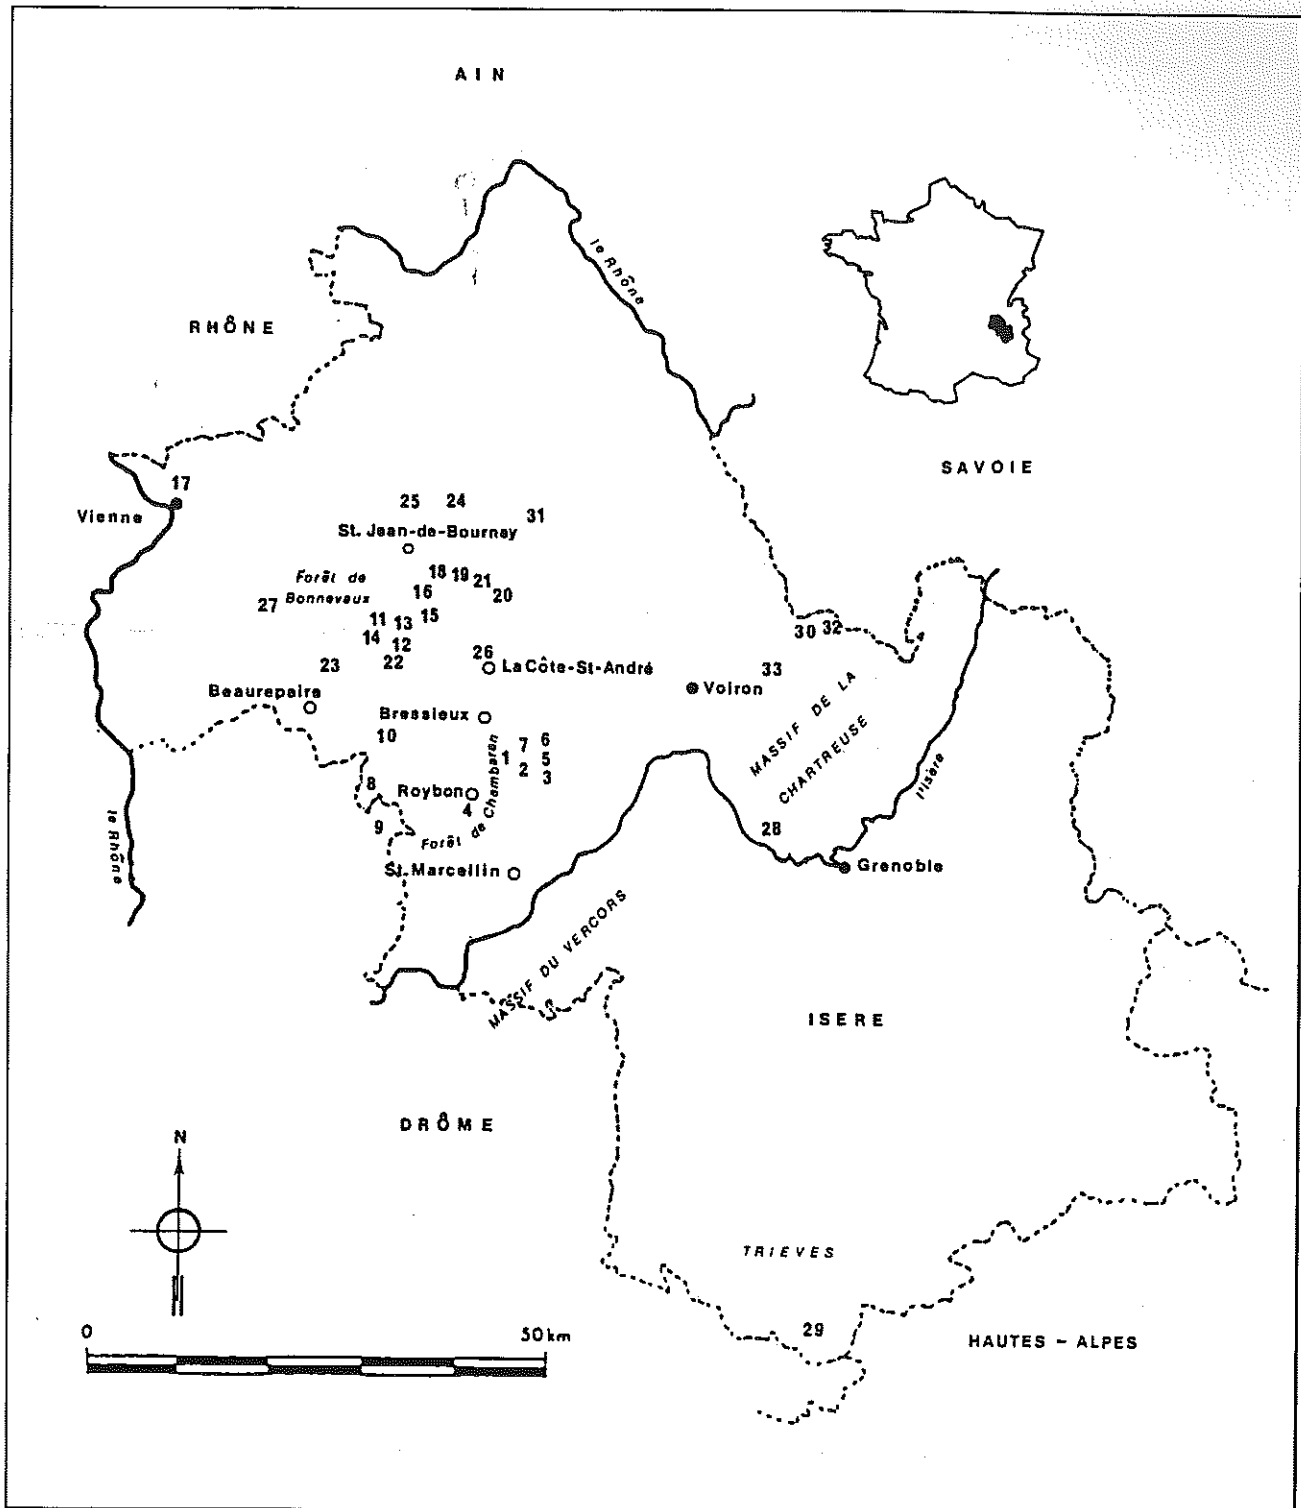 AIN
le Rhône
RHÔNE
SAVOIE
17
Vienne
25 24
31
St. Jean-de-Bournay
Forêt de
Bonnevaux
18 19 21
16 20
27
11 13 15
14 12
30 32
23 22
26
La Côte-St-André
33
Voiron
Beaurepaire
Bressieux
MASSIF DE LA
CHARTREUSE
l'Isère
10
7 6
1 5
2 3
8
Roybon
4
Forêt de Chambaran
9
28
le Rhône
St. Marcellin
Grenoble
MASSIF DU VERCORS
ISERE
DRÔME
N
TRIEVES
0 50 km
29
HAUTES - ALPES